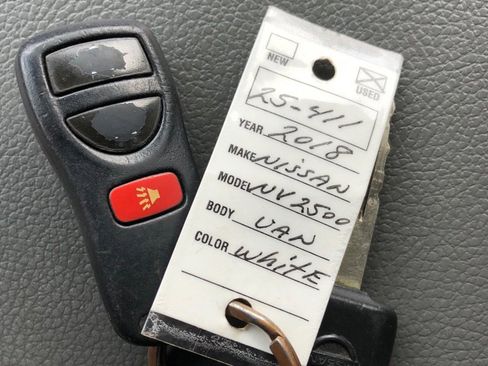 NEW USED
25-411
YEAR 2018
MAKE NISSAN
MODEL NV2500
BODY VAN
COLOR White